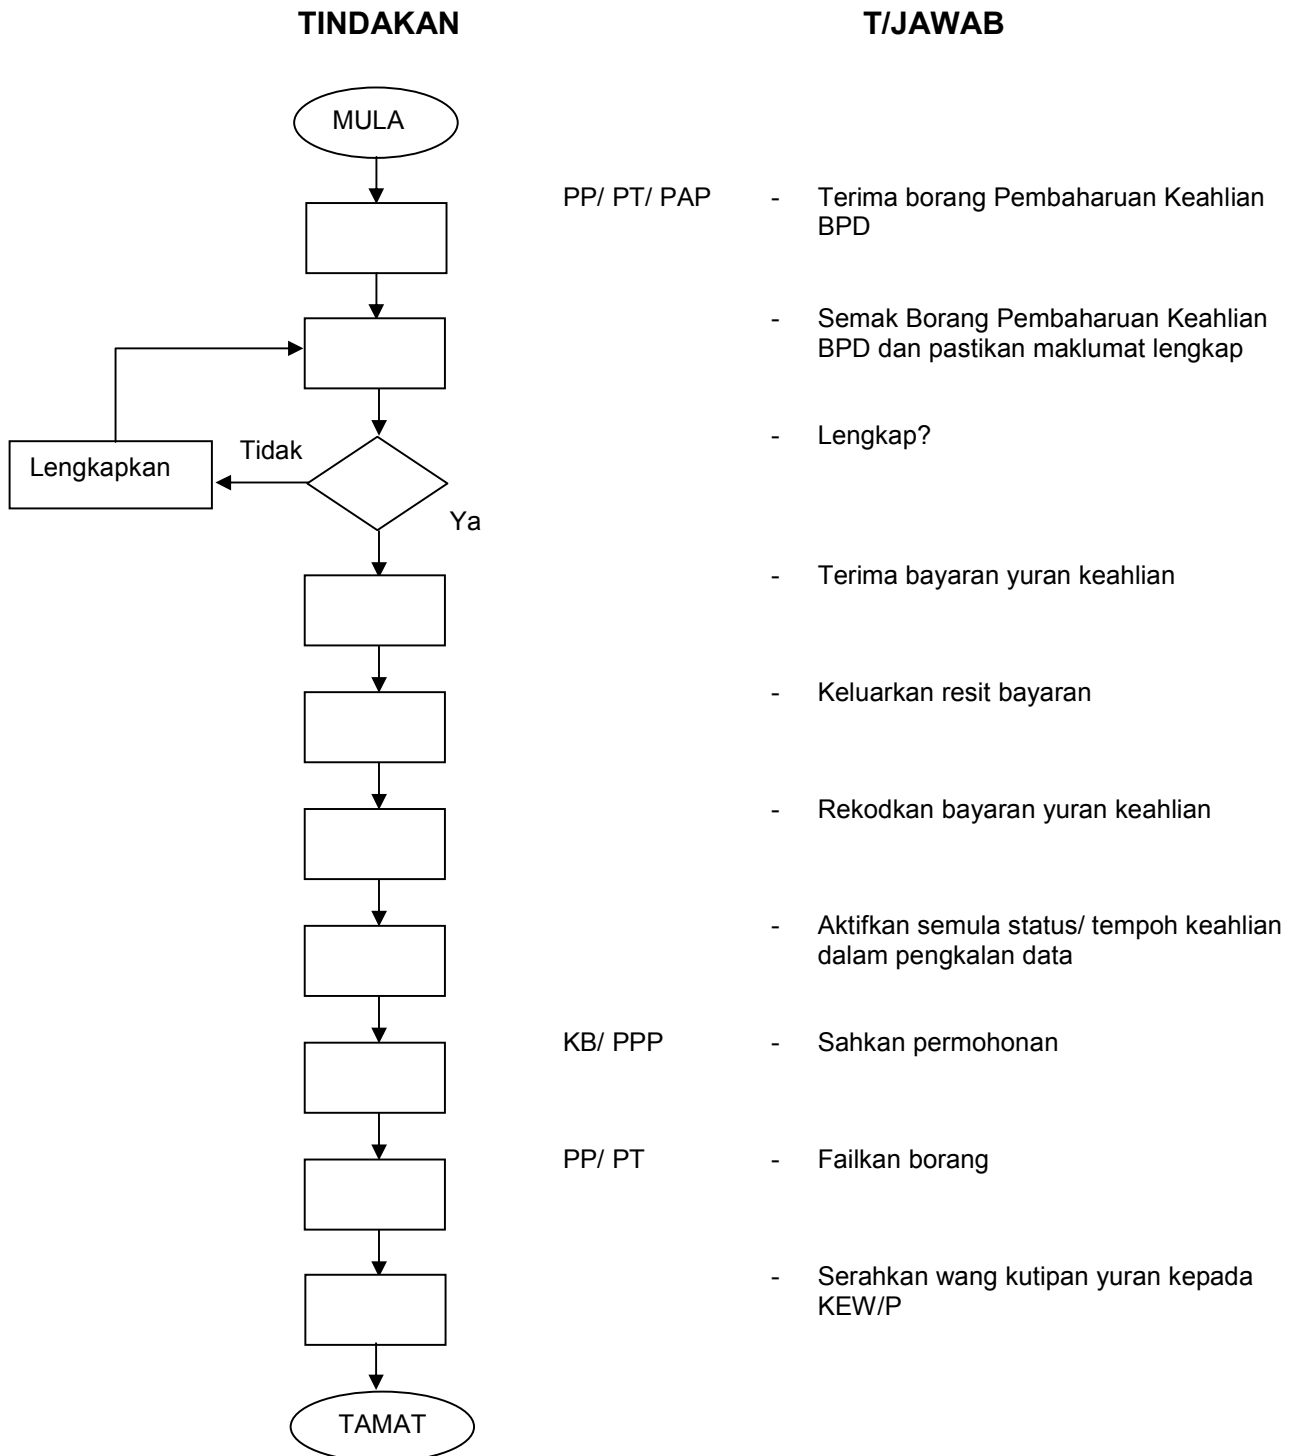 TINDAKAN T/JAWAB
MULA
PP/ PT/ PAP - Terima borang Pembaharuan Keahlian
BPD
- Semak Borang Pembaharuan Keahlian
BPD dan pastikan maklumat lengkap
- Lengkap?
Tidak
Lengkapkan
Ya
- Terima bayaran yuran keahlian
- Keluarkan resit bayaran
- Rekodkan bayaran yuran keahlian
- Aktifkan semula status/ tempoh keahlian
dalam pengkalan data
KB/ PPP - Sahkan permohonan
PP/ PT - Failkan borang
- Serahkan wang kutipan yuran kepada
KEW/P
TAMAT